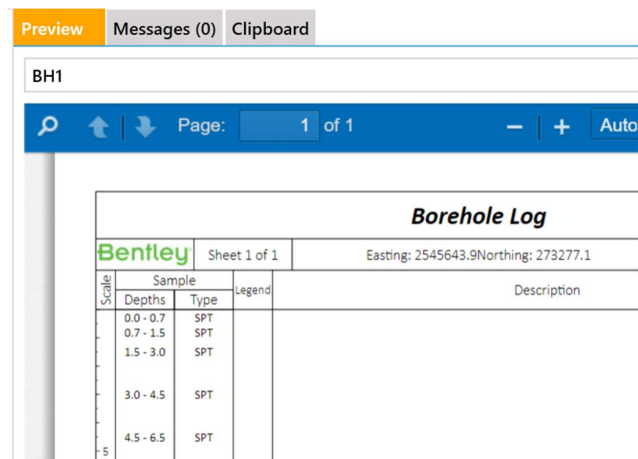 Preview Messages (0) Clipboard
BH1
Page: 1 of 1 Auto
Borehole Log
Bentley Sheet 1 of 1 Easting: 2545643.9Northing: 273277.1
Scale Sample Legend Description
Depths Type
0.0 - 0.7 SPT
0.7 - 1.5 SPT
1.5 - 3.0 SPT
3.0 - 4.5 SPT
4.5 - 6.5 SPT
5